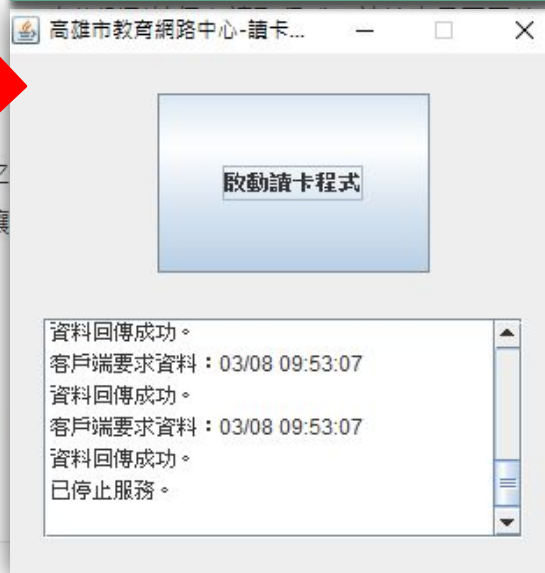 高雄市教育網路中心-讀卡...
啟動讀卡程式
資料回傳成功。
客戶端要求資料：03/08 09:53:07
資料回傳成功。
客戶端要求資料：03/08 09:53:07
資料回傳成功。
已停止服務。